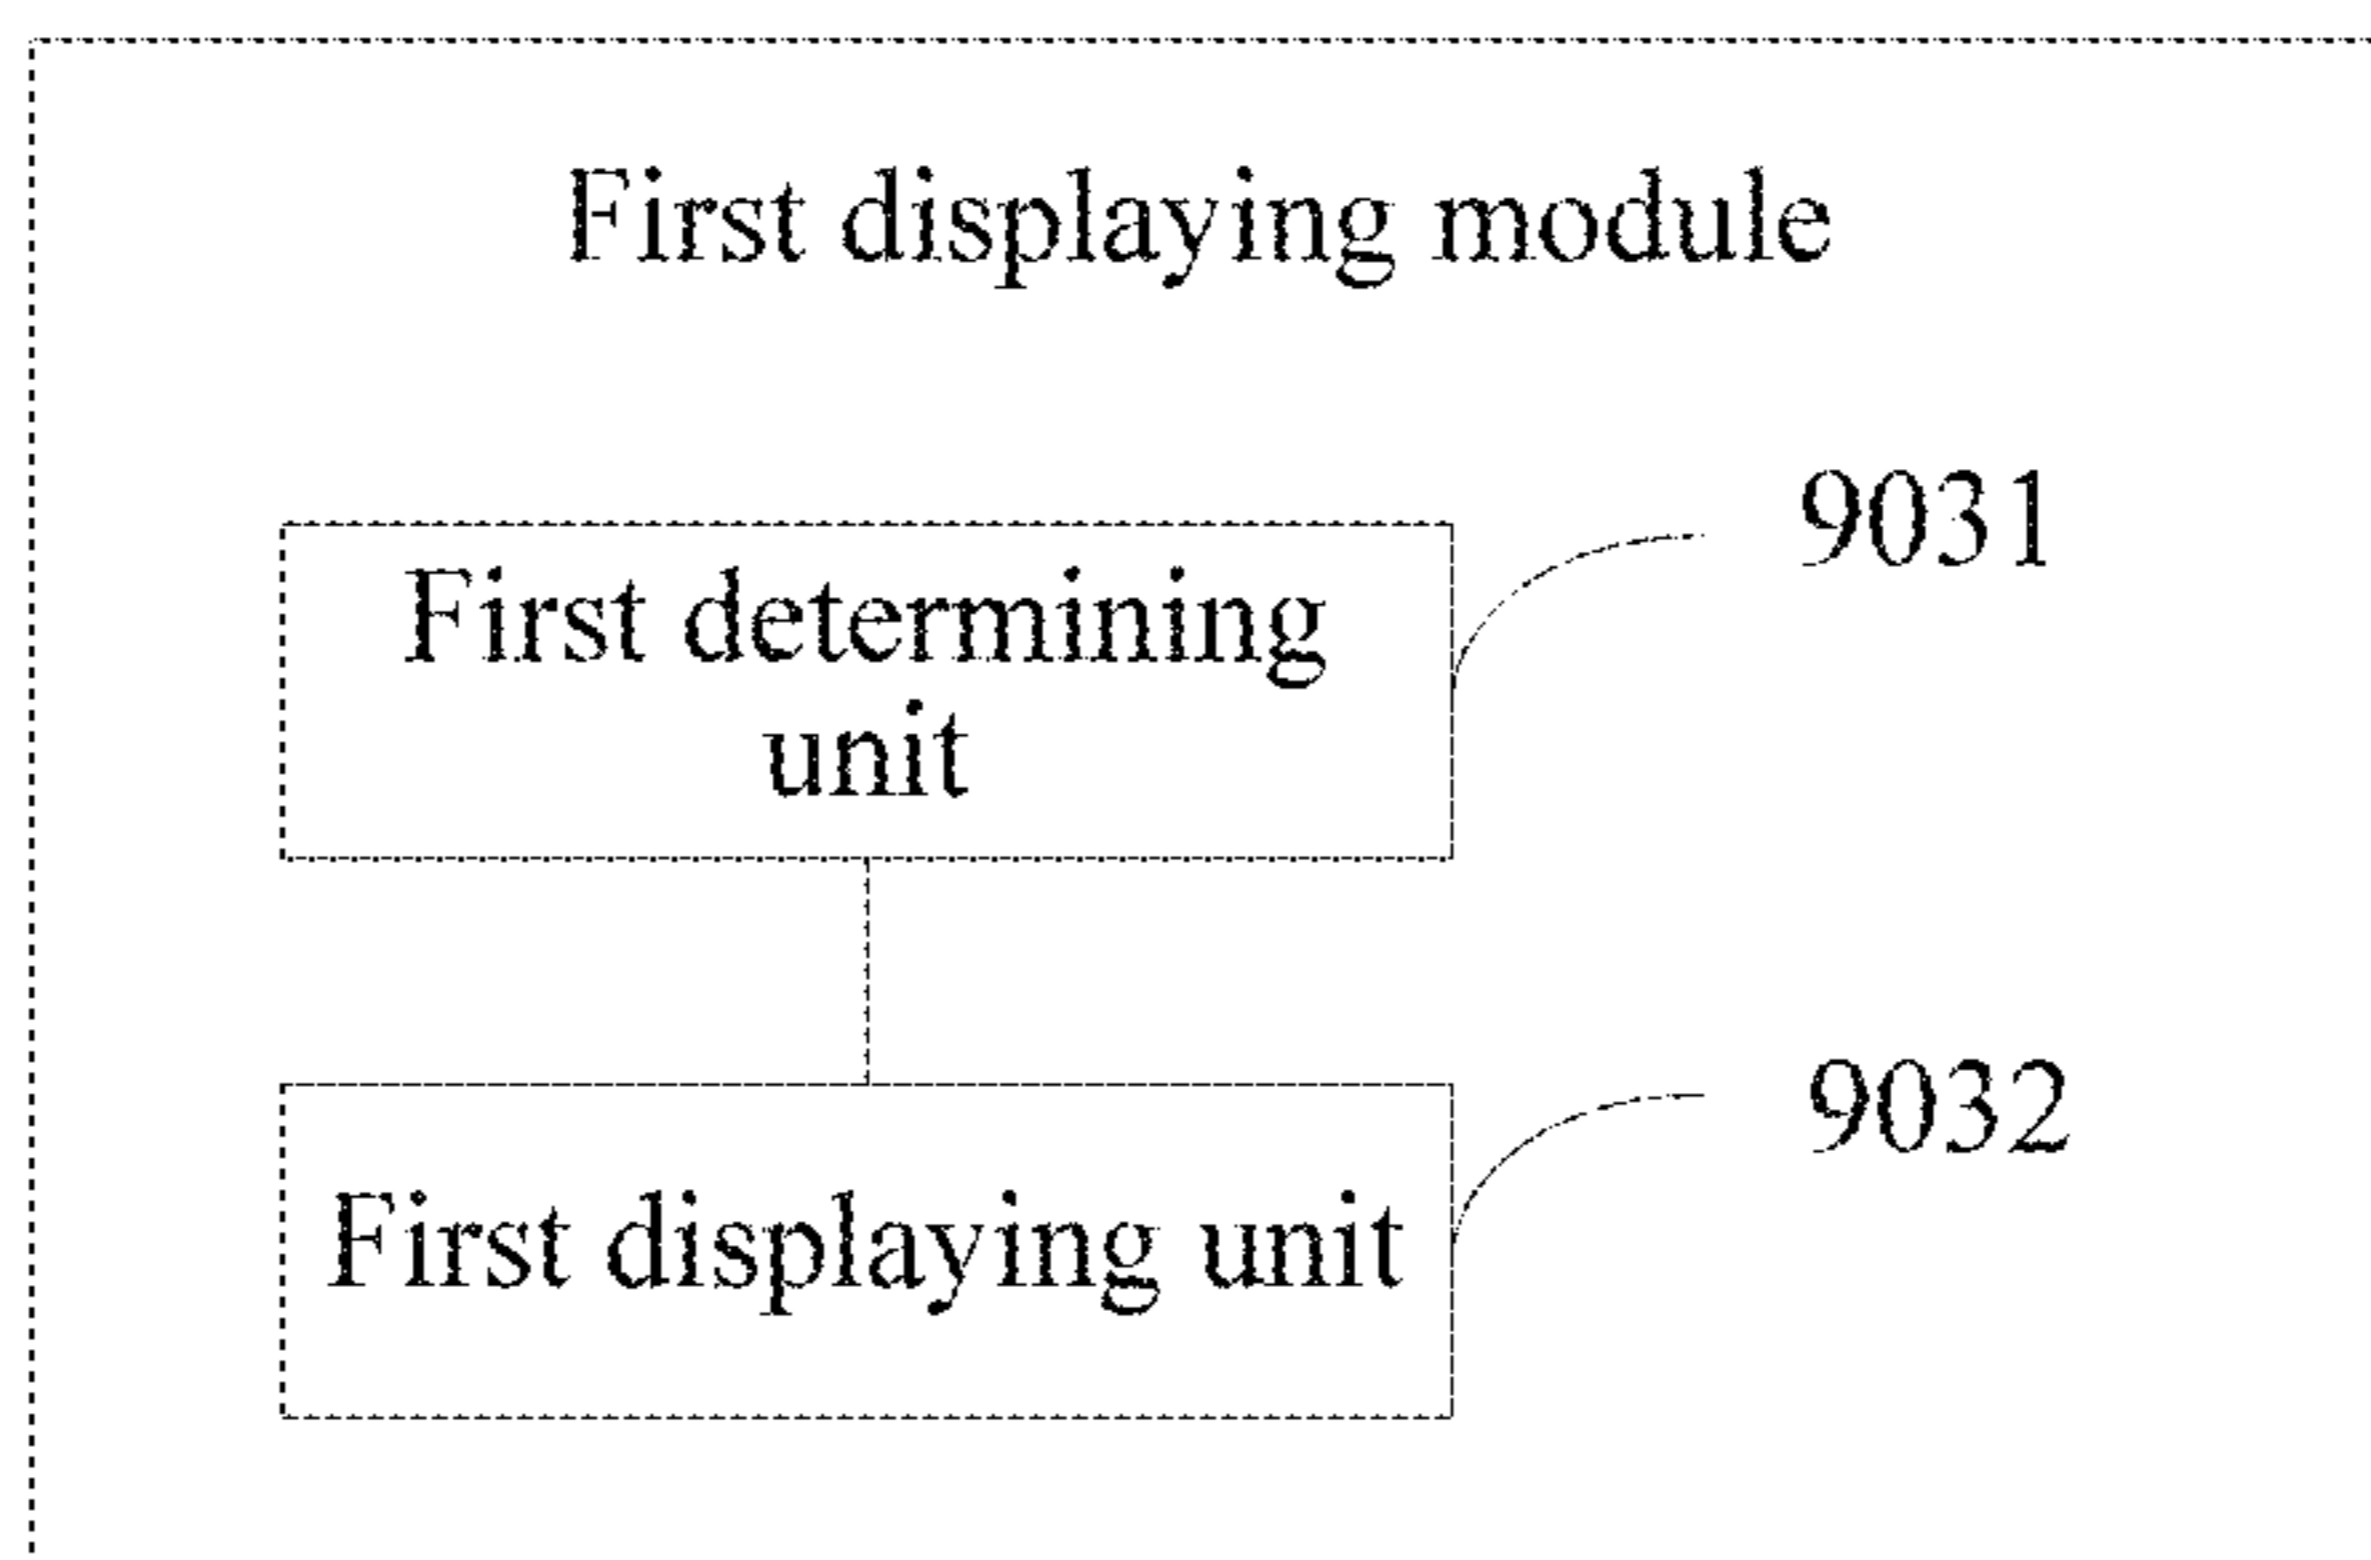 First displaying module
9031
First determining
unit
9032
First displaying unit